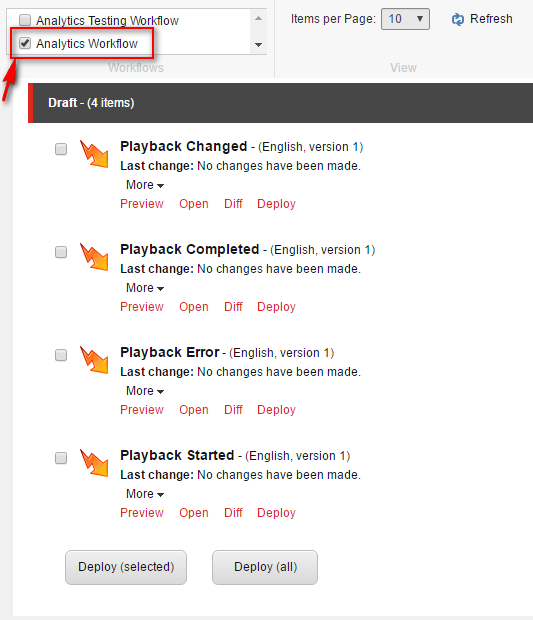 Analytics Testing Workflow
Analytics Workflow
Workflows
Items per Page: 10
Refresh
View
Draft - (4 items)
Playback Changed - (English, version 1)
Last change: No changes have been made.
More
Preview Open Diff Deploy
Playback Completed - (English, version 1)
Last change: No changes have been made.
More
Preview Open Diff Deploy
Playback Error - (English, version 1)
Last change: No changes have been made.
More
Preview Open Diff Deploy
Playback Started - (English, version 1)
Last change: No changes have been made.
More
Preview Open Diff Deploy
Deploy (selected) Deploy (all)